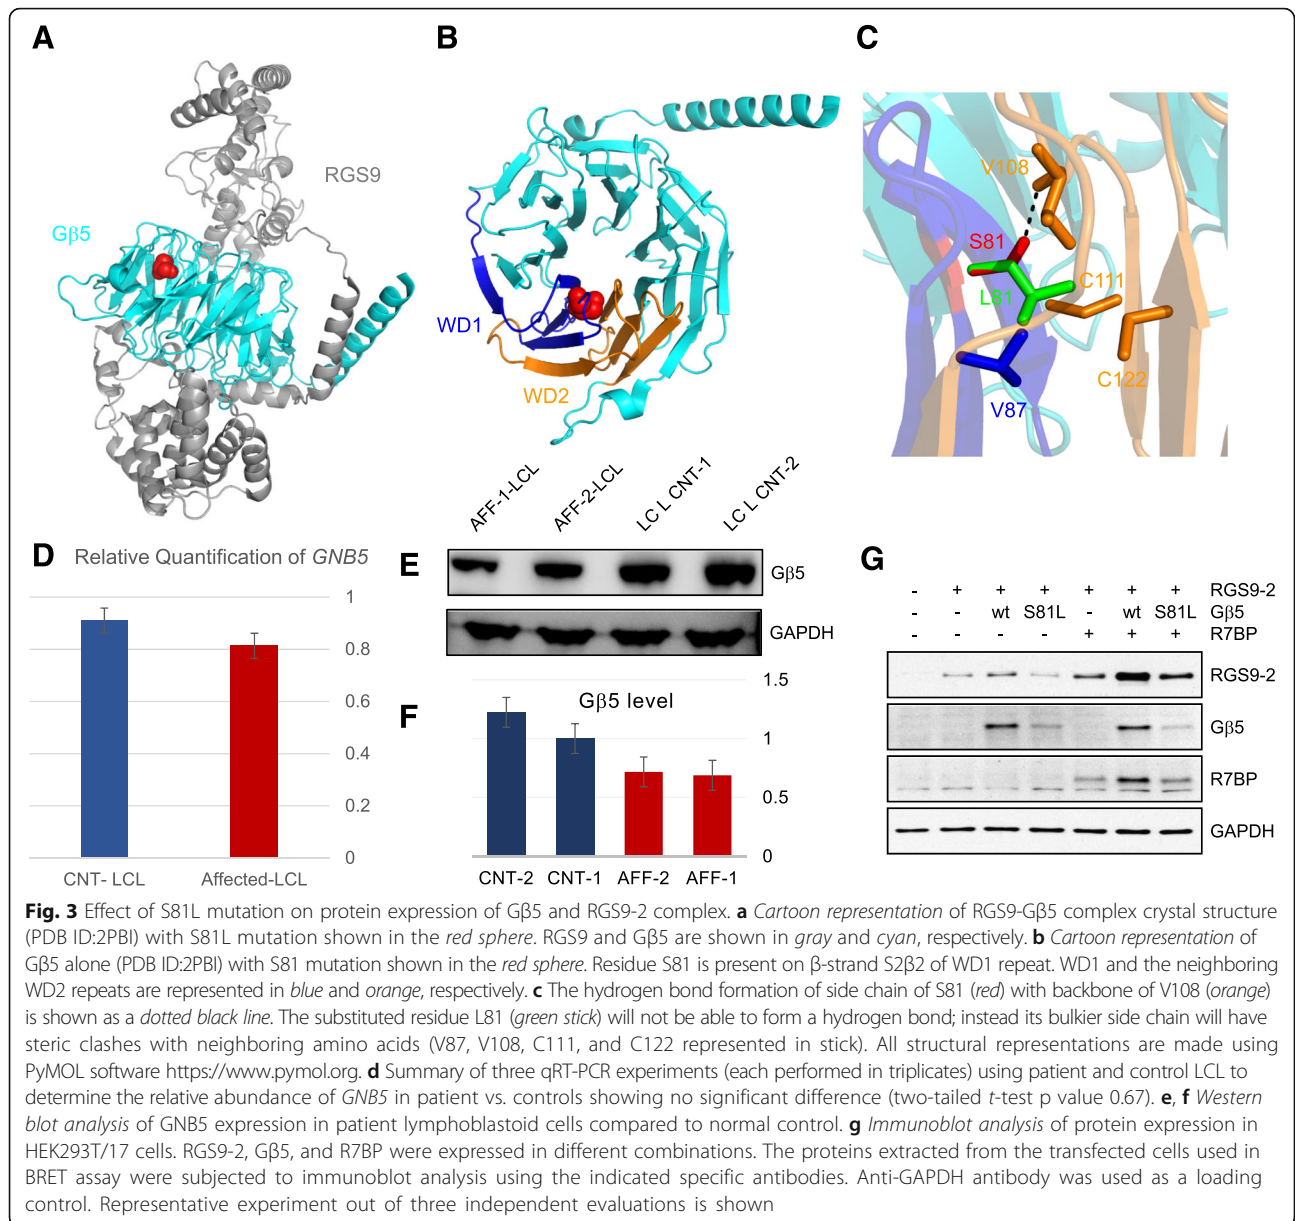 A
B
C
RGS9
Gβ5
WD1
WD2
V108
S81
L81
C111
C122
V87
D
Relative Quantification of GNB5
1
0.8
0.6
0.4
0.2
0
CNT- LCL
Affected-LCL
E
AFF-1-LCL
AFF-2-LCL
LC L CNT-1
LC L CNT-2
Gβ5
GAPDH
F
Gβ5 level
1.5
1
0.5
0
CNT-2
CNT-1
AFF-2
AFF-1
G
- + + + + + + RGS9-2
- - wt S81L - wt S81L Gβ5
- - - - + + + R7BP
RGS9-2
Gβ5
R7BP
GAPDH
Fig. 3 Effect of S81L mutation on protein expression of Gβ5 and RGS9-2 complex. a Cartoon representation of RGS9-Gβ5 complex crystal structure
(PDB ID:2PBI) with S81L mutation shown in the red sphere. RGS9 and Gβ5 are shown in gray and cyan, respectively. b Cartoon representation of
Gβ5 alone (PDB ID:2PBI) with S81 mutation shown in the red sphere. Residue S81 is present on β-strand S2β2 of WD1 repeat. WD1 and the neighboring
WD2 repeats are represented in blue and orange, respectively. c The hydrogen bond formation of side chain of S81 (red) with backbone of V108 (orange)
is shown as a dotted black line. The substituted residue L81 (green stick) will not be able to form a hydrogen bond; instead its bulkier side chain will have
steric clashes with neighboring amino acids (V87, V108, C111, and C122 represented in stick). All structural representations are made using
PyMOL software https://www.pymol.org. d Summary of three qRT-PCR experiments (each performed in triplicates) using patient and control LCL to
determine the relative abundance of GNB5 in patient vs. controls showing no significant difference (two-tailed t-test p value 0.67). e, f Western
blot analysis of GNB5 expression in patient lymphoblastoid cells compared to normal control. g Immunoblot analysis of protein expression in
HEK293T/17 cells. RGS9-2, Gβ5, and R7BP were expressed in different combinations. The proteins extracted from the transfected cells used in
BRET assay were subjected to immunoblot analysis using the indicated specific antibodies. Anti-GAPDH antibody was used as a loading
control. Representative experiment out of three independent evaluations is shown